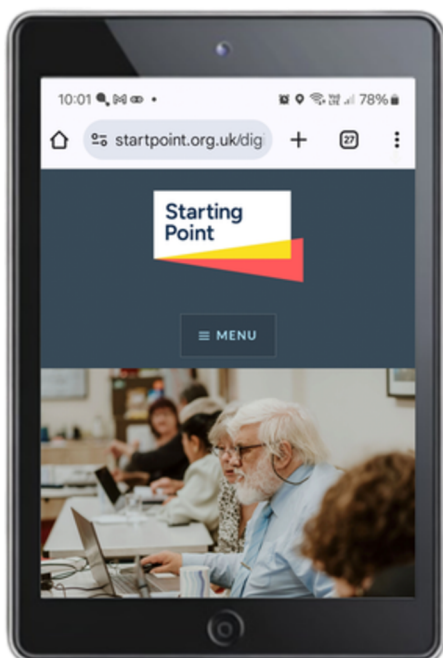 10:01 78%
startpoint.org.uk/dig
27
Starting
Point
≡ MENU